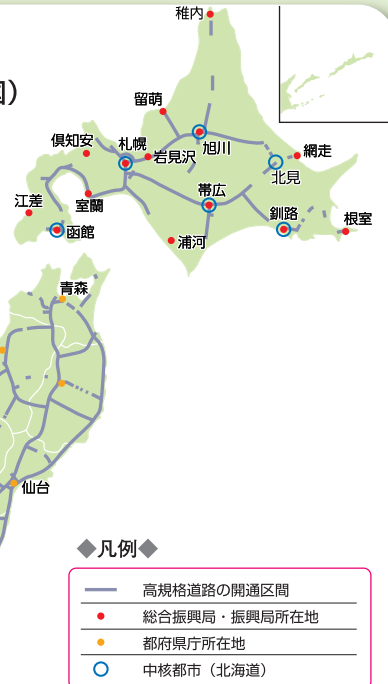 図)
稚内
留萌
旭川
網走
北見
倶知安
札幌
岩見沢
帯広
釧路
根室
江差
室蘭
函館
浦河
青森
仙台
◆凡例◆
高規格道路の開通区間
総合振興局・振興局所在地
都府県庁所在地
中核都市（北海道）